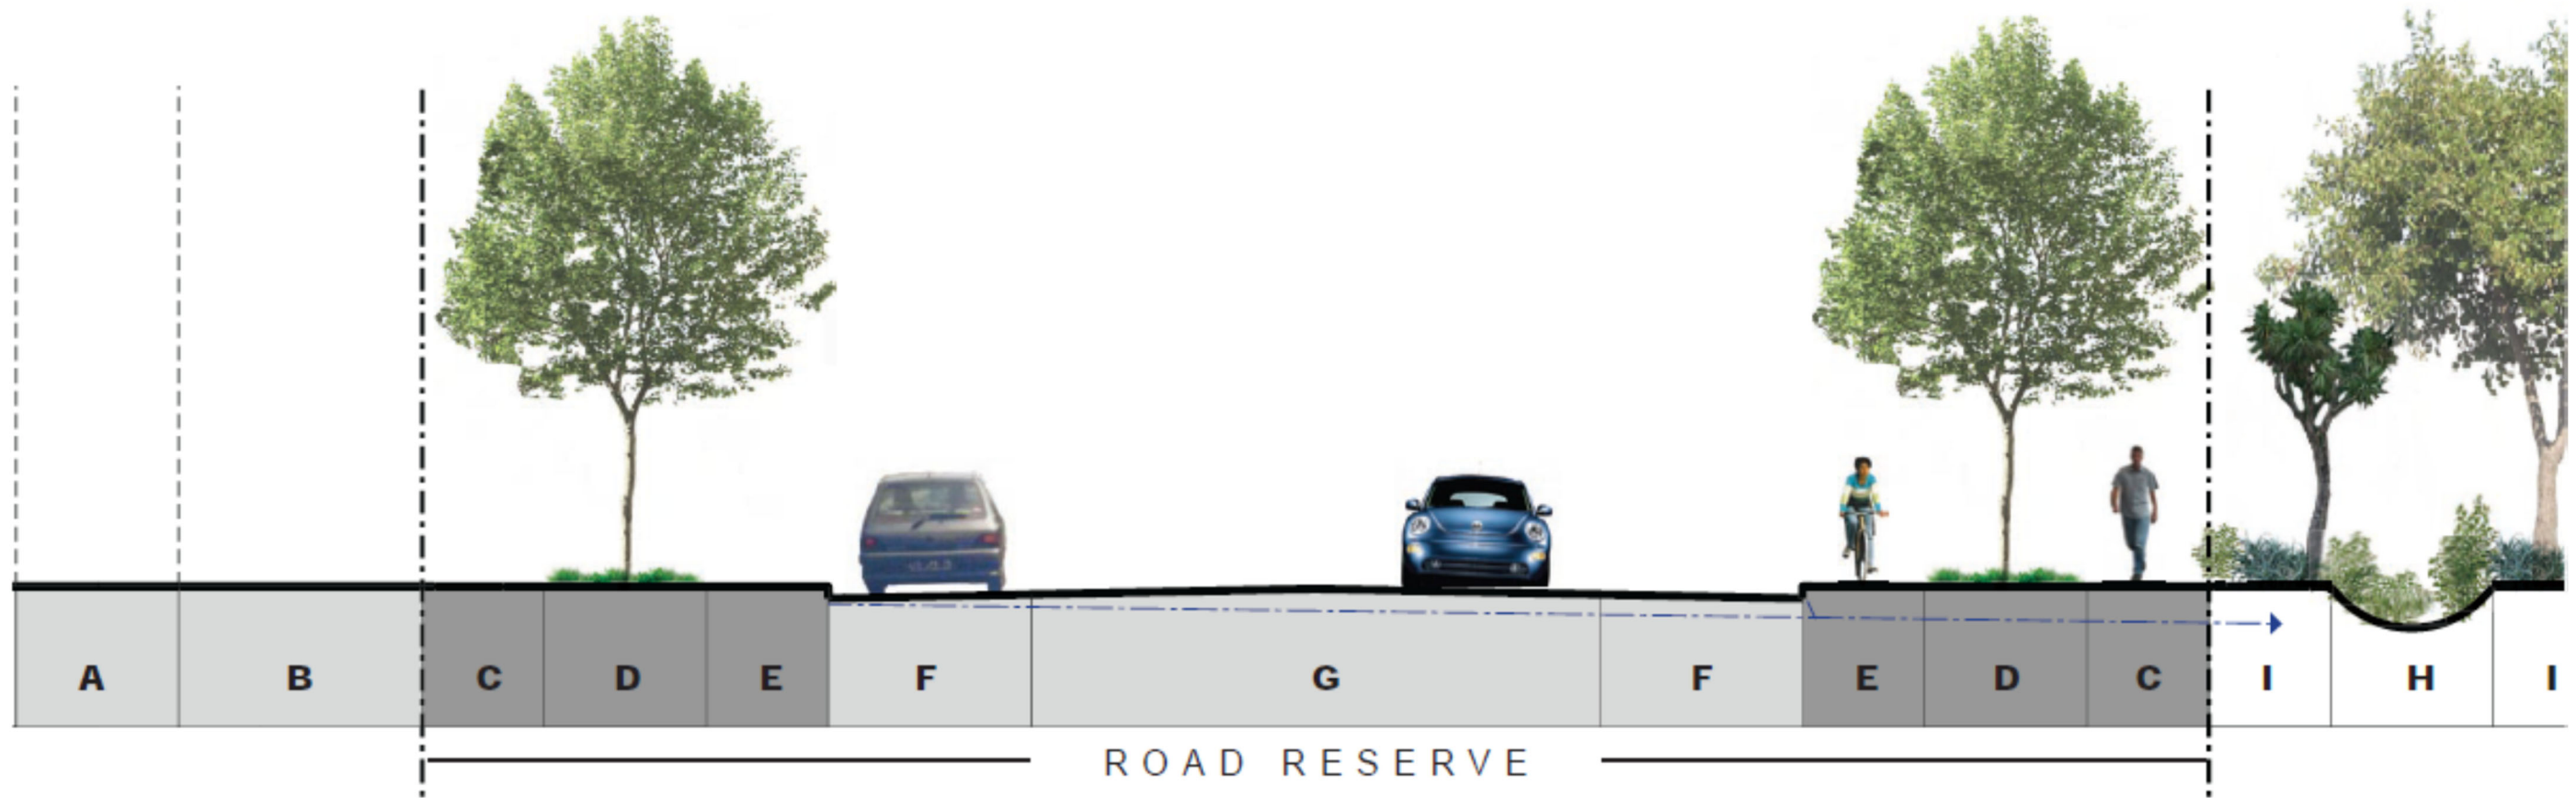 A B C D E F G F E D C I H I
ROAD RESERVE